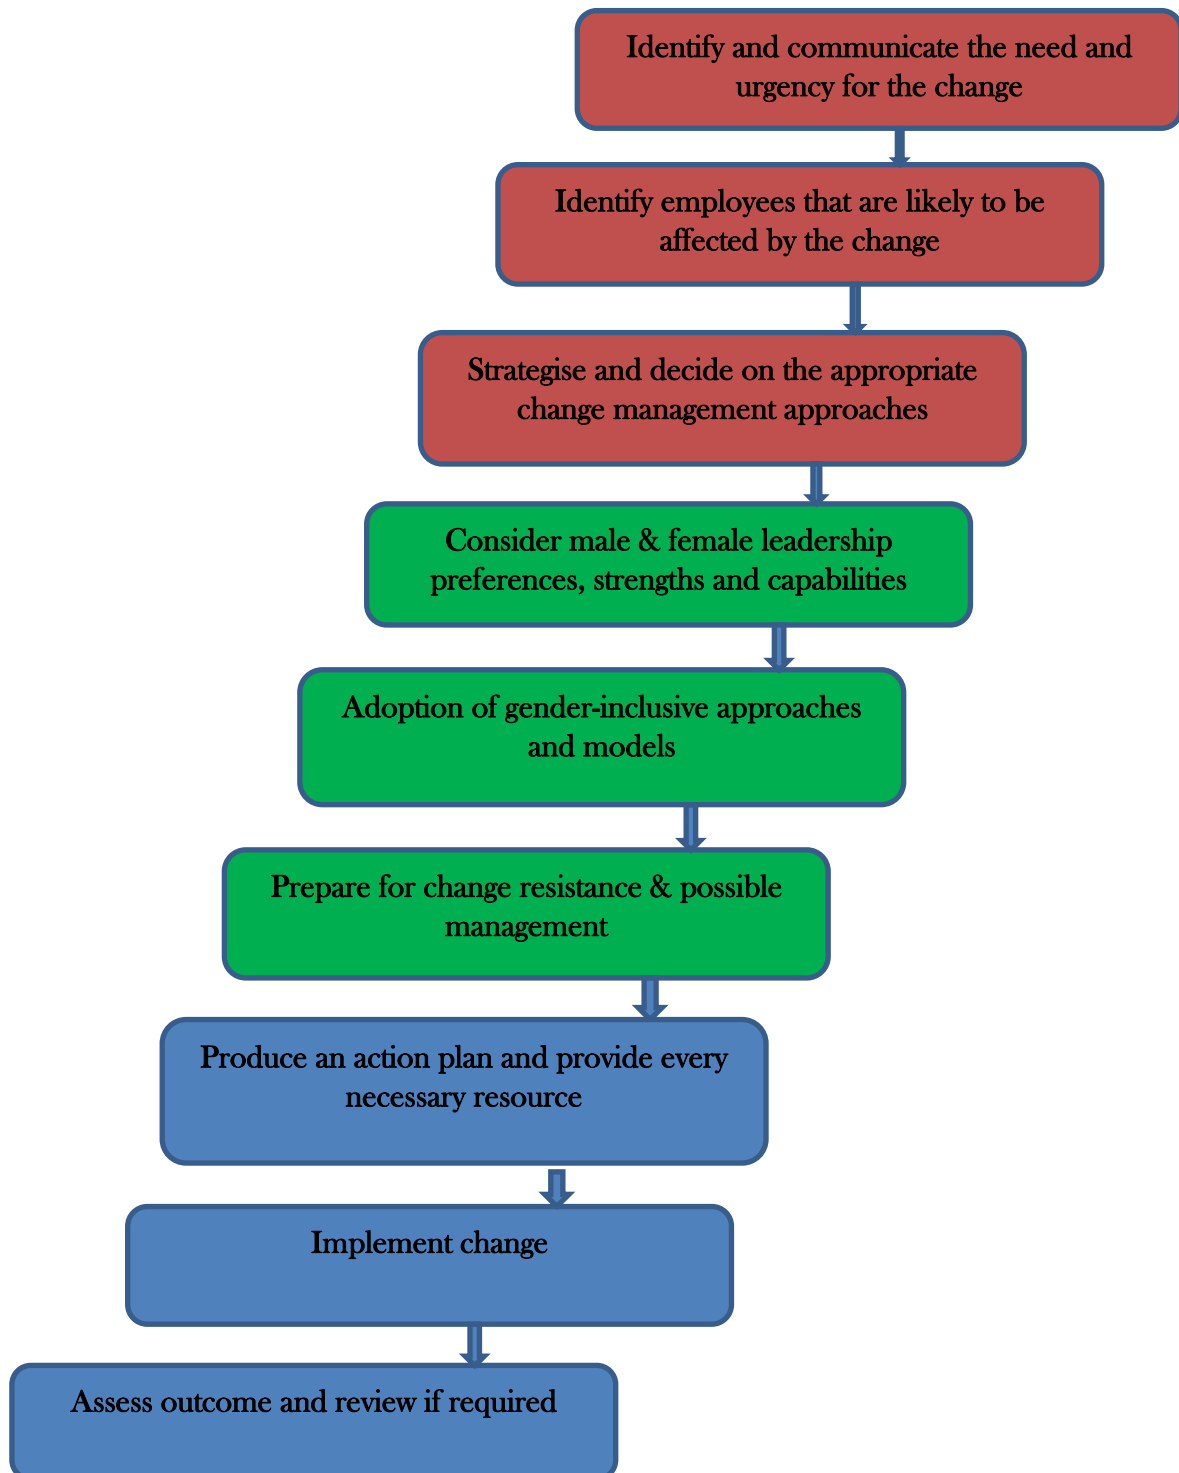 Identify and communicate the need and
urgency for the change
Identify employees that are likely to be
affected by the change
Strategise and decide on the appropriate
change management approaches
Consider male & female leadership
preferences, strengths and capabilities
Adoption of gender-inclusive approaches
and models
Prepare for change resistance & possible
management
Produce an action plan and provide every
necessary resource
Implement change
Assess outcome and review if required